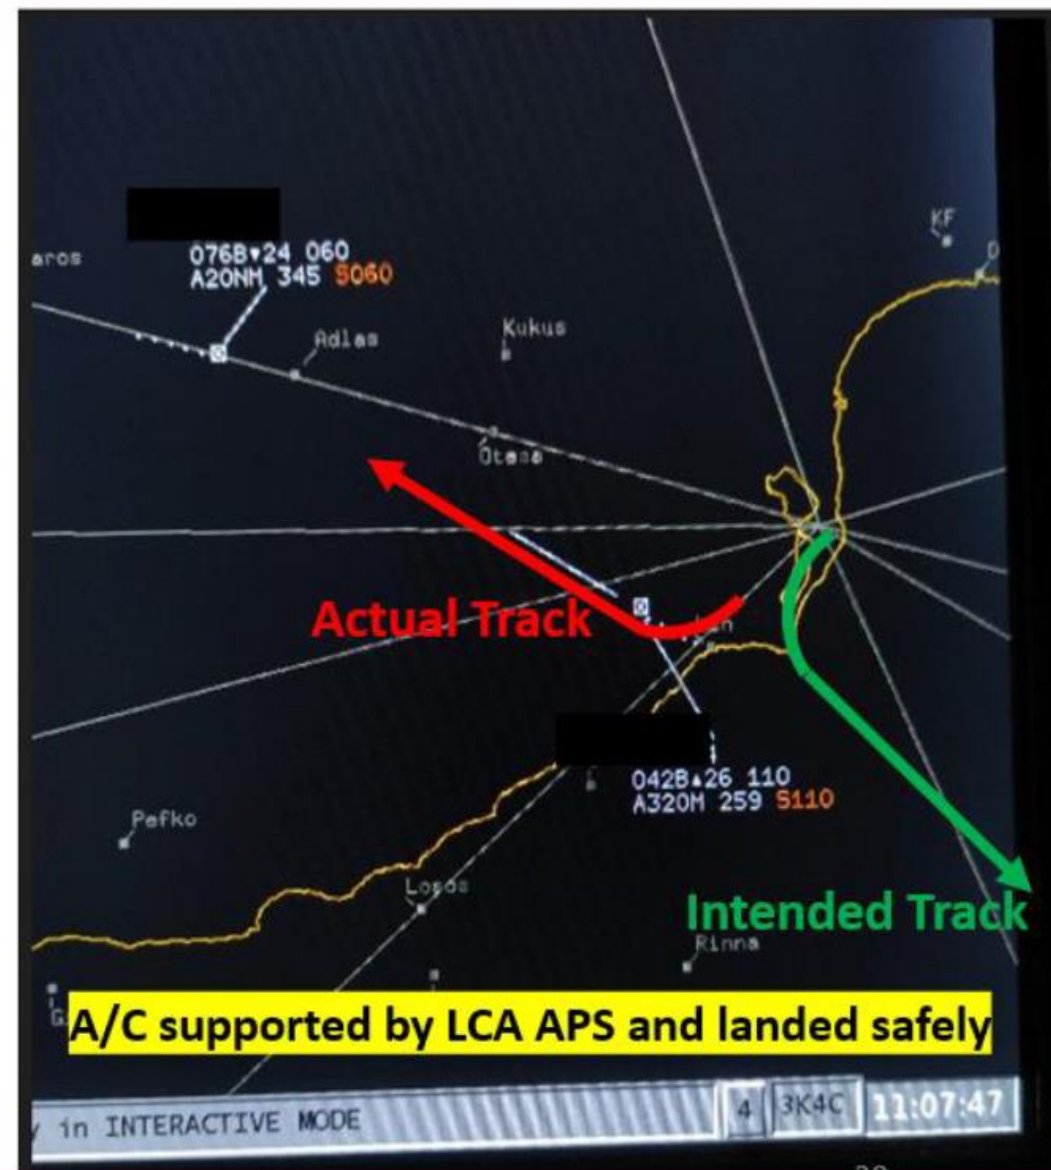 KF
D
aros
076B▾24 060
A20NM 345 S060
Adlas
Kukus
Otesa
Actual Track
042B▴26 110
A320M 259 S110
Pefko
Losos
Intended Track
Rinna
G
A/C supported by LCA APS and landed safely
y in INTERACTIVE MODE
4
3K4C
11:07:47